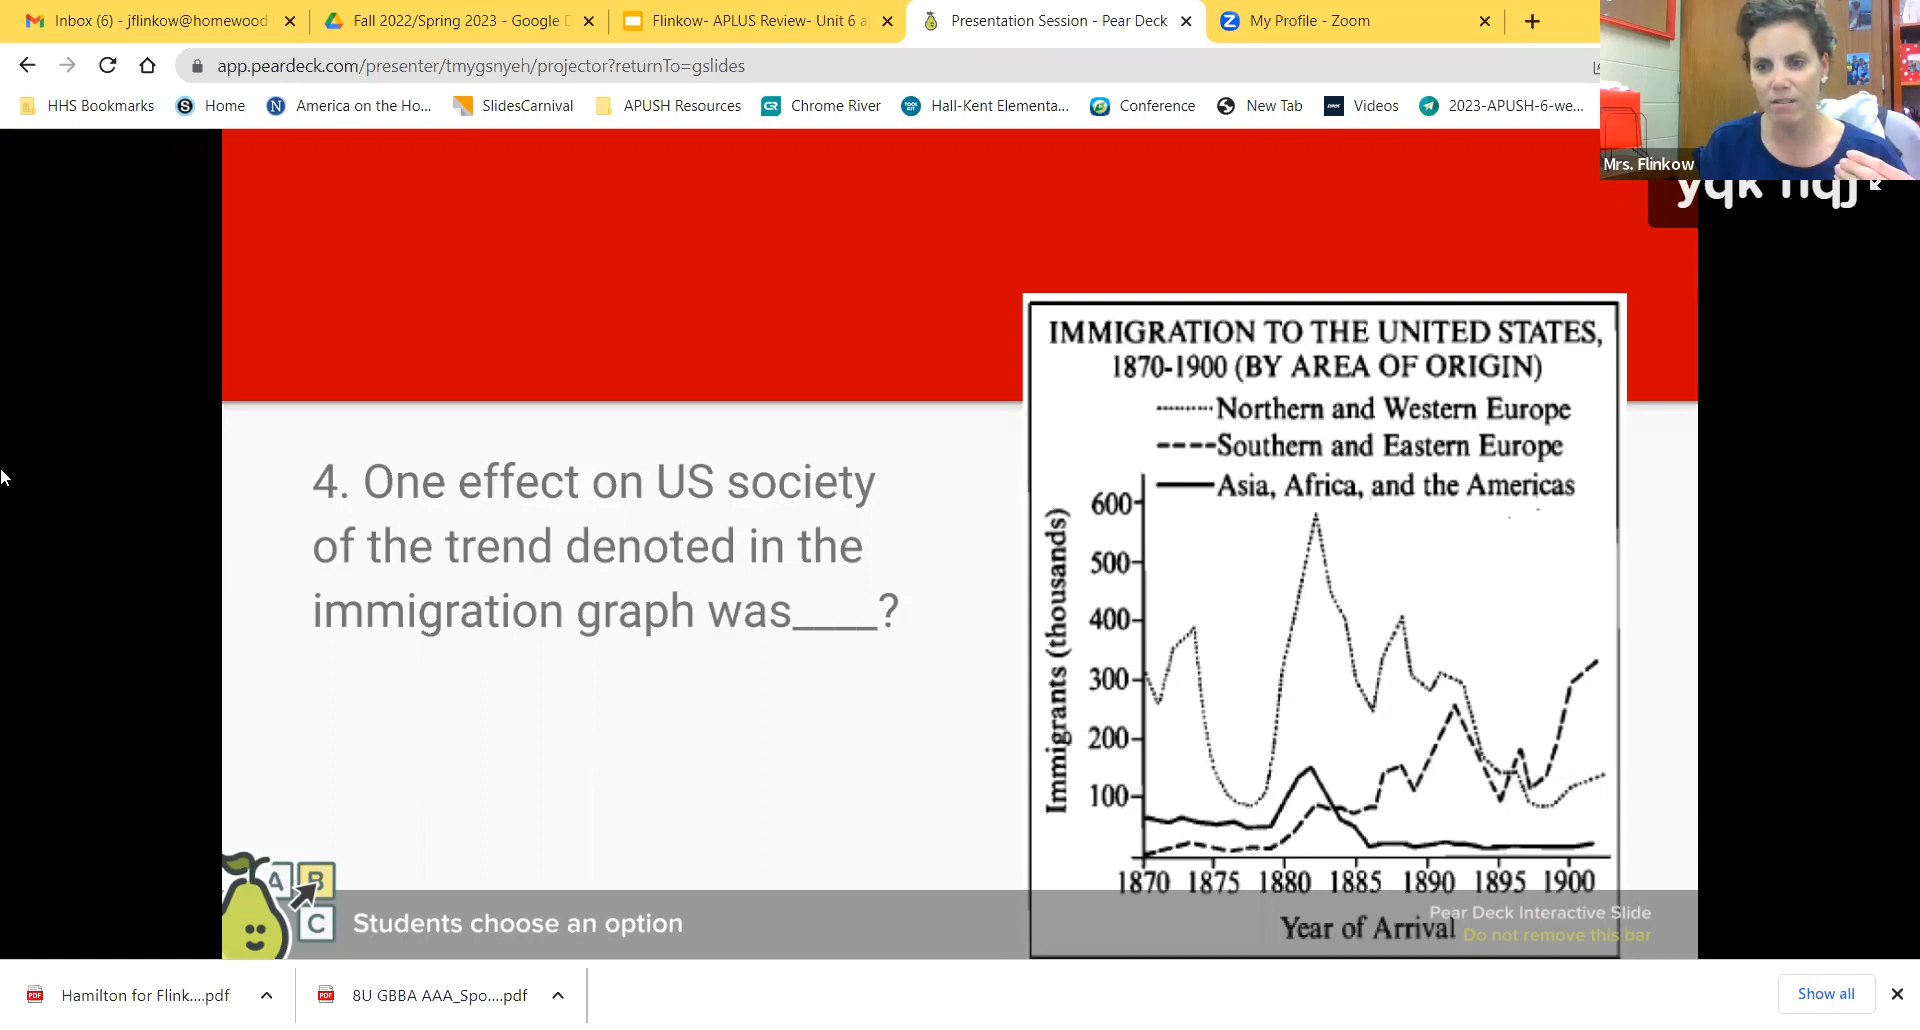 Inbox (6) - jflinkow@homewood
Fall 2022/Spring 2023 - Google D
Flinkow- APLUS Review- Unit 6 a
Presentation Session - Pear Deck
My Profile - Zoom
app.peardeck.com/presenter/tmygsnyeh/projector?returnTo=gslides
HHS Bookmarks
Home
America on the Ho...
SlidesCarnival
APUSH Resources
Chrome River
Hall-Kent Elementa...
Conference
New Tab
Videos
2023-APUSH-6-we...
Mrs. Flinkow
IMMIGRATION TO THE UNITED STATES,
1870-1900 (BY AREA OF ORIGIN)
Northern and Western Europe
Southern and Eastern Europe
Asia, Africa, and the Americas
4. One effect on US society
of the trend denoted in the
immigration graph was____?
Immigrants (thousands)
600
500
400
300
200
100
1870 1875 1880 1885 1890 1895 1900
Year of Arrival
A B
C
Students choose an option
Pear Deck Interactive Slide
Do not remove this bar
Hamilton for Flink....pdf
8U GBBA AAA_Spo....pdf
Show all